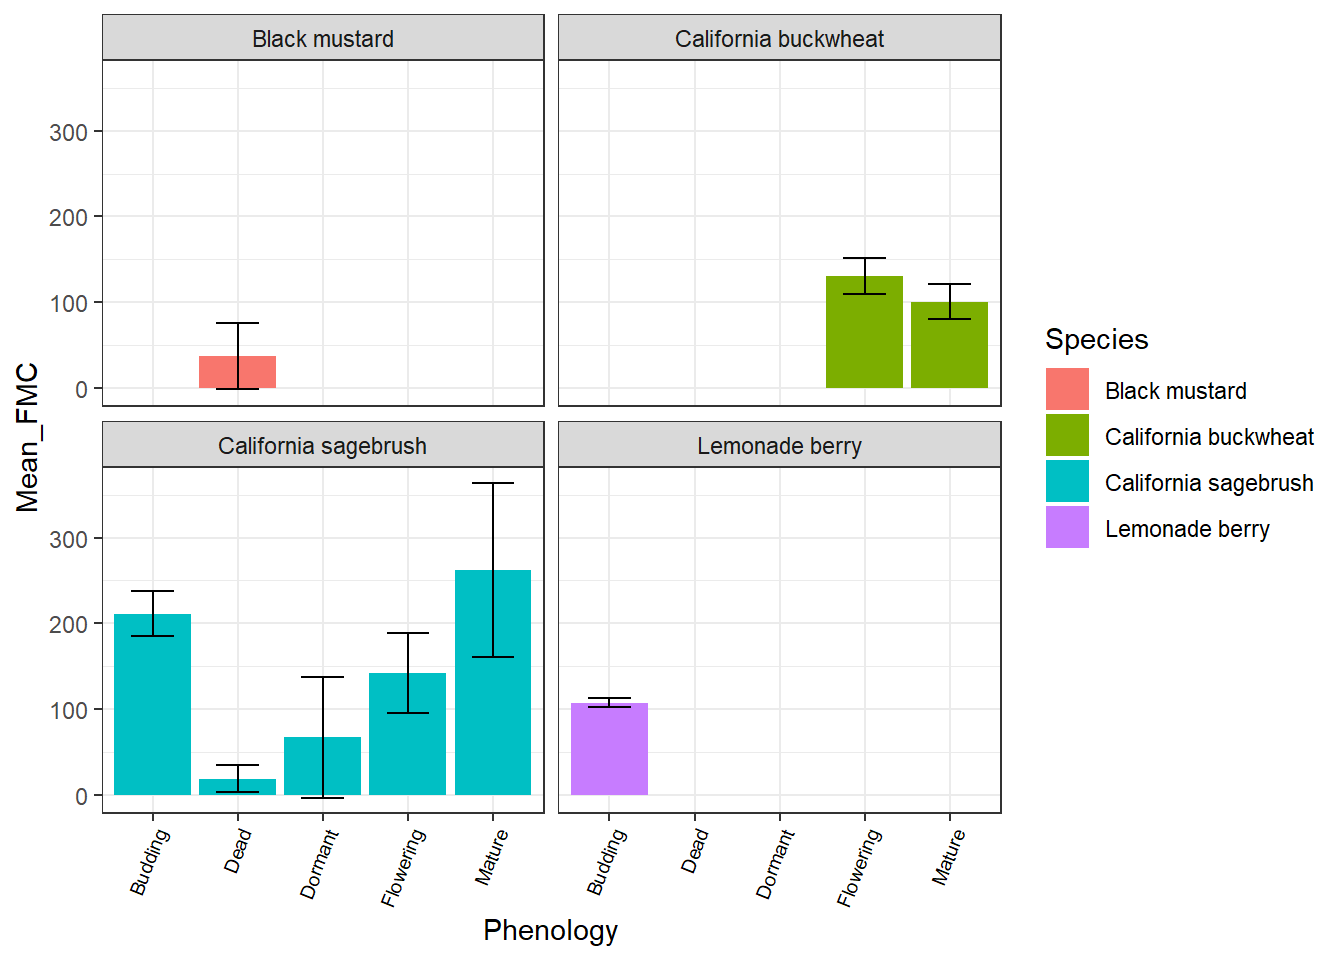 Black mustard
California buckwheat
300
200
100
0
Mean_FMC
California sagebrush
Lemonade berry
300
200
100
0
Budding
Dead
Dormant
Flowering
Mature
Budding
Dead
Dormant
Flowering
Mature
Phenology
Species
Black mustard
California buckwheat
California sagebrush
Lemonade berry